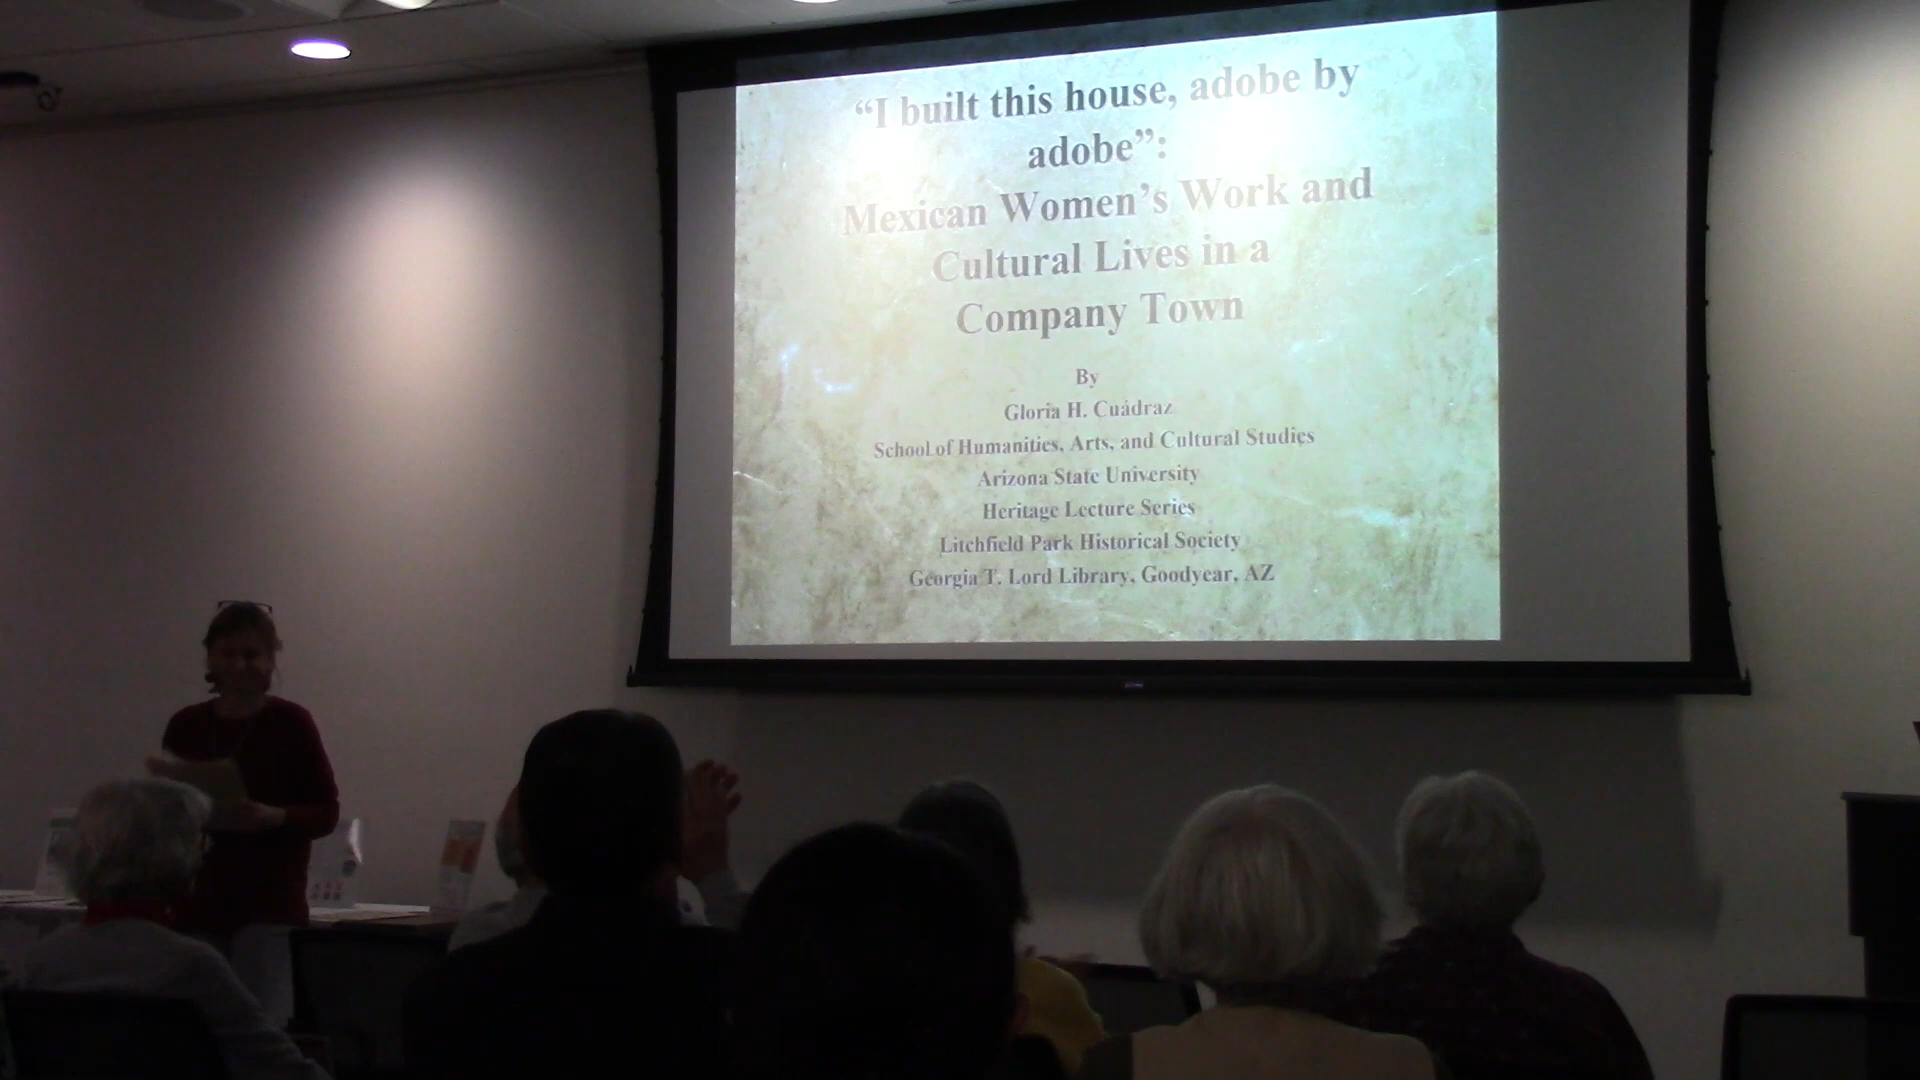 “I built this house, adobe by
adobe”:
Mexican Women’s Work and
Cultural Lives in a
Company Town
By
Gloria H. Cuádraz
School of Humanities, Arts, and Cultural Studies
Arizona State University
Heritage Lecture Series
Litchfield Park Historical Society
Georgia T. Lord Library, Goodyear, AZ